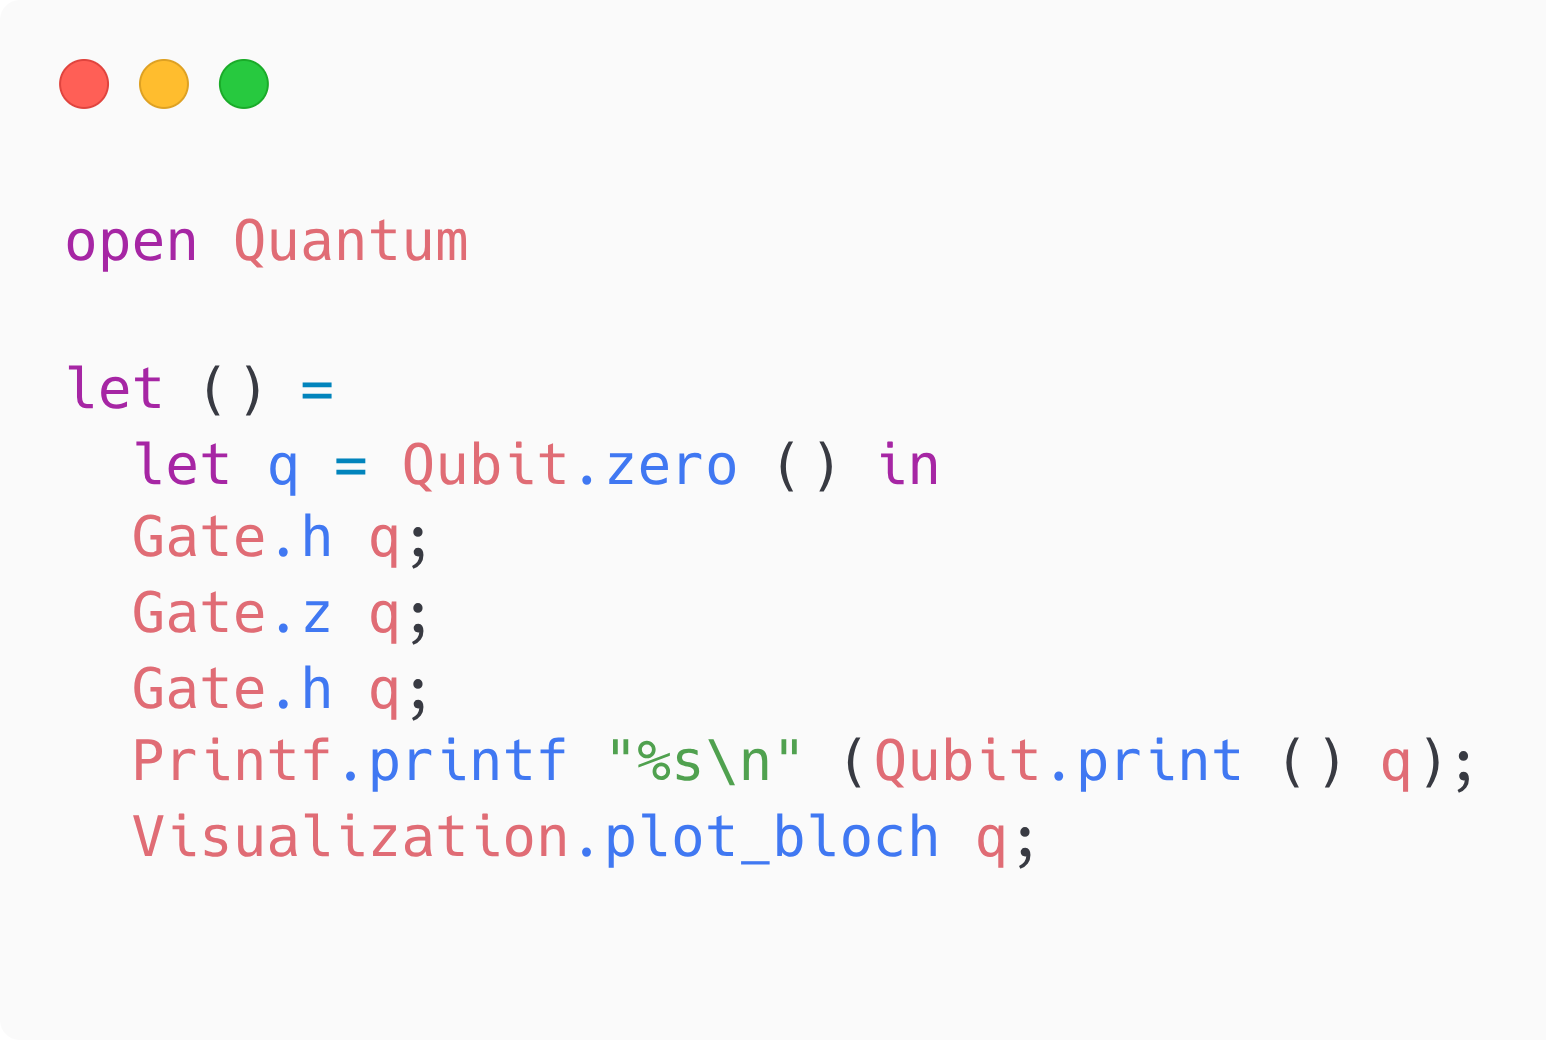 open Quantum

let () =
  let q = Qubit.zero () in
  Gate.h q;
  Gate.z q;
  Gate.h q;
  Printf.printf "%s\n" (Qubit.print () q);
  Visualization.plot_bloch q;